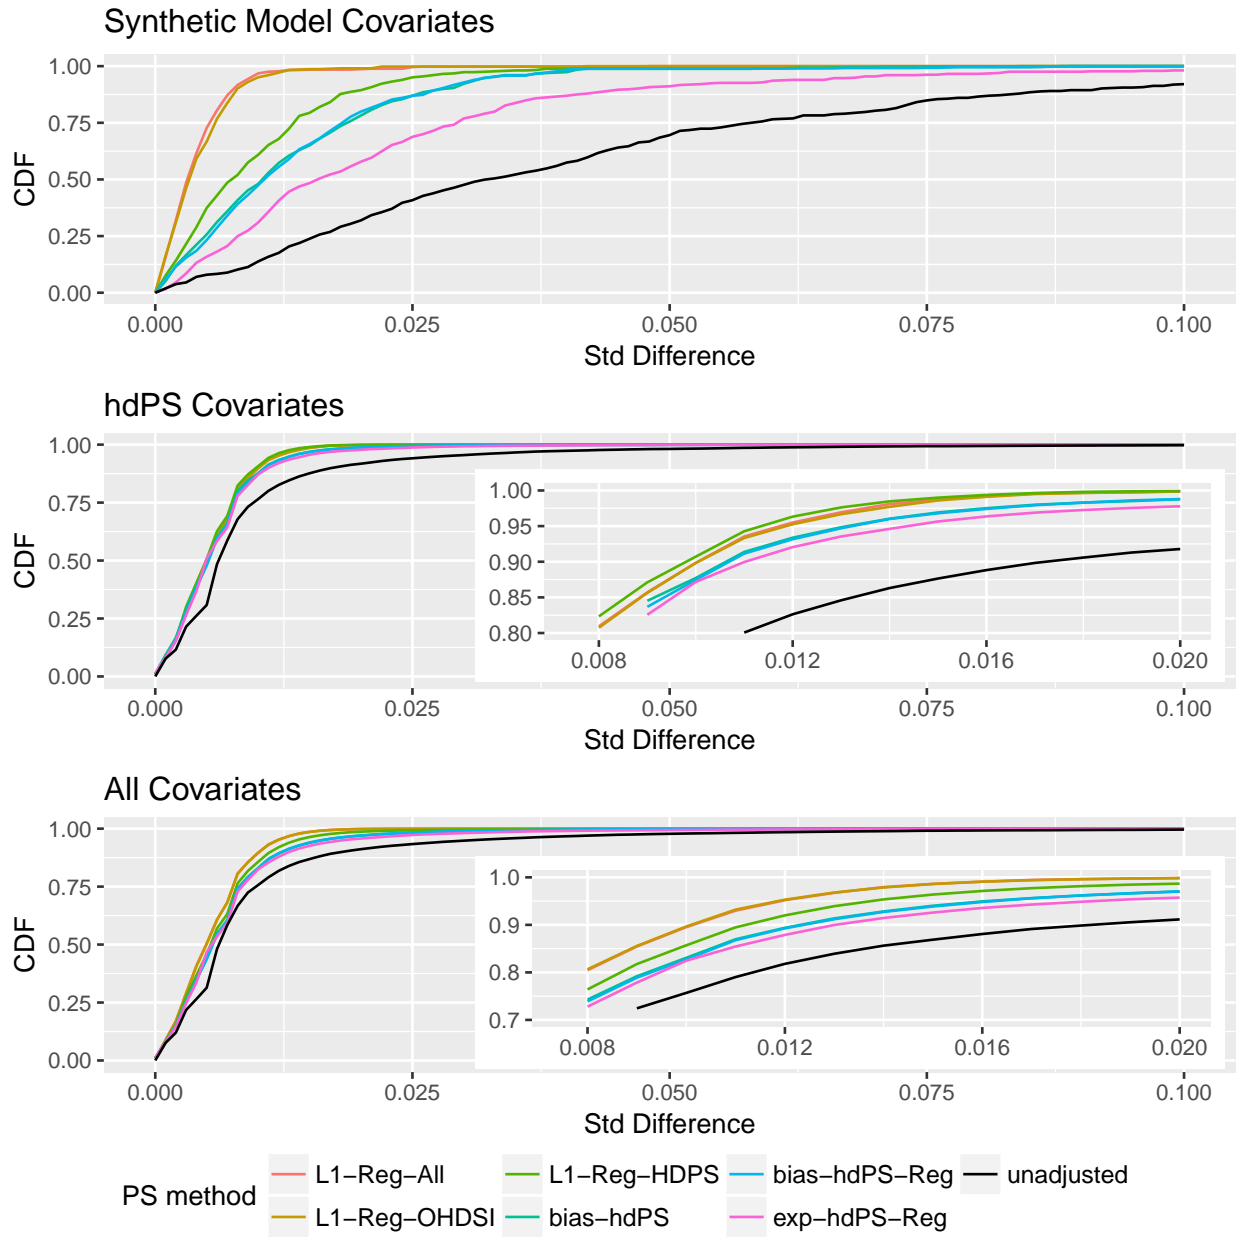 Synthetic Model Covariates
CDF
1.00
0.75
0.50
0.25
0.00
0.000 0.025 0.050 0.075 0.100
Std Difference
hdPS Covariates
CDF
1.00
0.75
0.50
0.25
0.00
1.00
0.95
0.90
0.85
0.80
0.008 0.012 0.016 0.020
0.000 0.025 0.050 0.075 0.100
Std Difference
All Covariates
CDF
1.00
0.75
0.50
0.25
0.00
1.0
0.9
0.8
0.7
0.008 0.012 0.016 0.020
0.000 0.025 0.050 0.075 0.100
Std Difference
PS method
L1−Reg−All L1−Reg−HDPS bias−hdPS−Reg unadjusted
L1−Reg−OHDSI bias−hdPS exp−hdPS−Reg